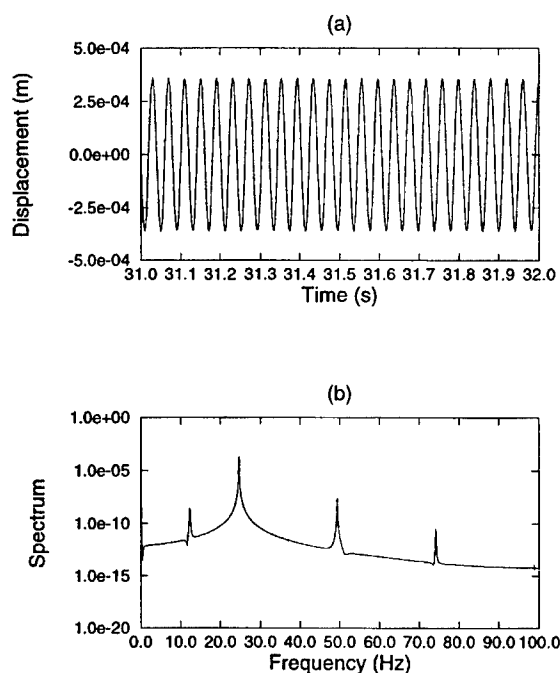 (a)
Displacement (m)
5.0e-04
2.5e-04
0.0e+00
-2.5e-04
-5.0e-04
31.0 31.1 31.2 31.3 31.4 31.5 31.6 31.7 31.8 31.9 32.0
Time (s)
(b)
Spectrum
1.0e+00
1.0e-05
1.0e-10
1.0e-15
1.0e-20
0.0 10.0 20.0 30.0 40.0 50.0 60.0 70.0 80.0 90.0 100.0
Frequency (Hz)